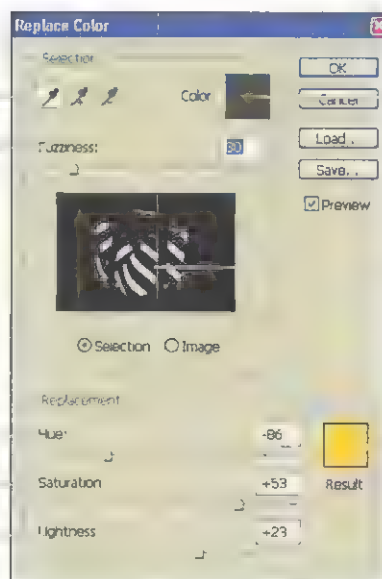 Replace Color
Selection
OK
Color
Cancel
Fuzziness:
80
Load...
Save...
Preview
Selection Image
Replacement
Hue:
-86
Saturation
+53
Result
Lightness
+23